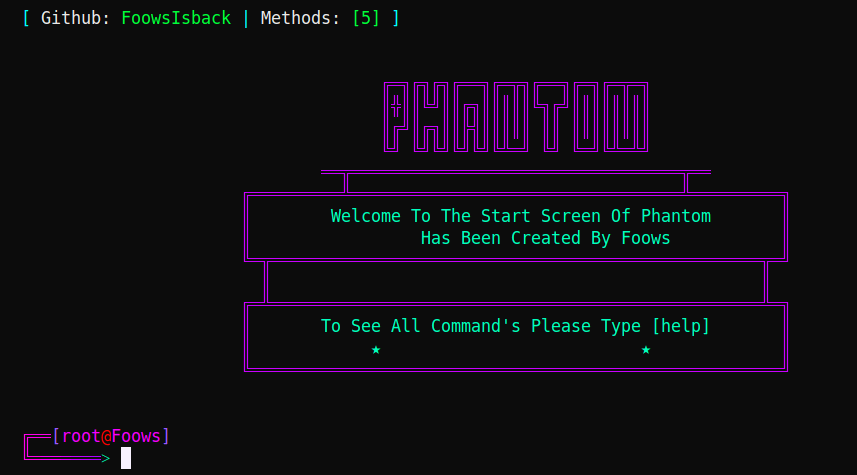 [ Github: FoowsIsback | Methods: [5] ]
PHANTOM
Welcome To The Start Screen Of Phantom
Has Been Created By Foows
To See All Command's Please Type [help]
★ ★
[root@Foows]
>